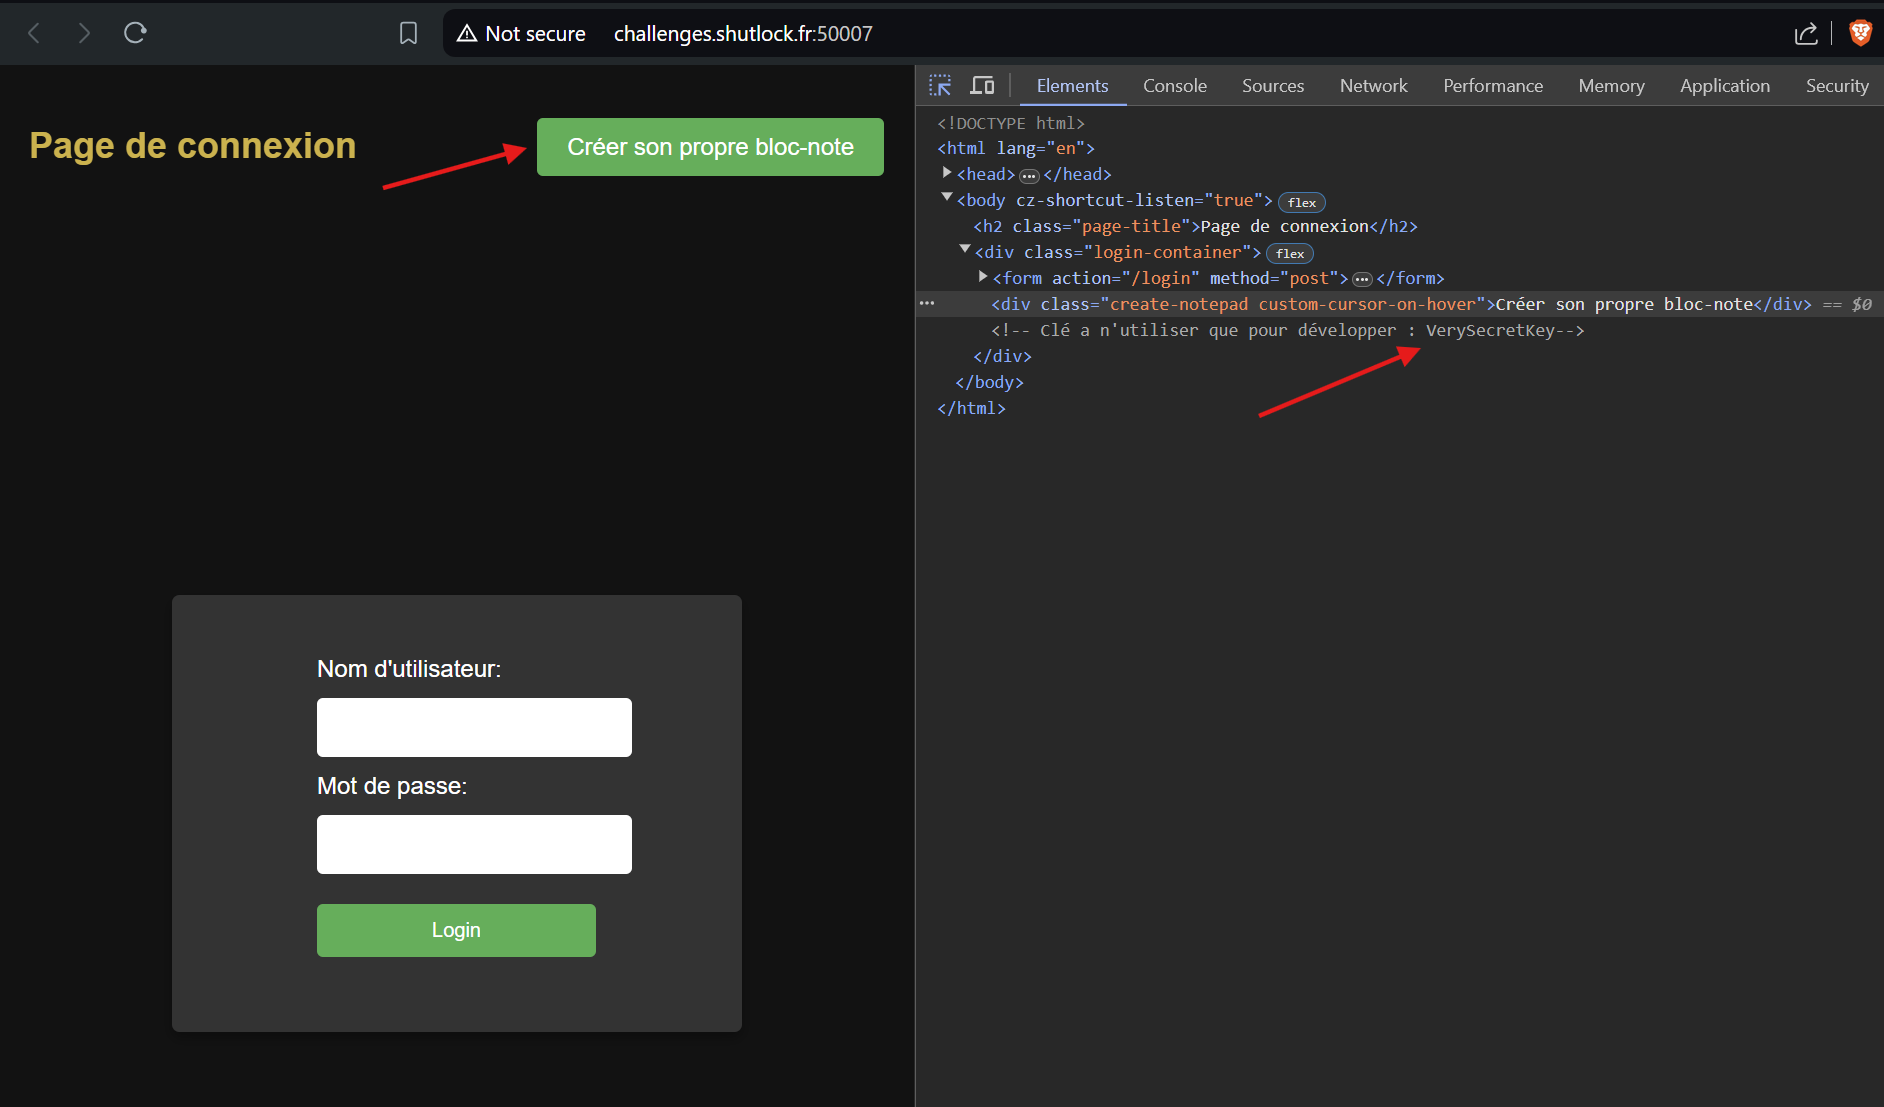 Not secure challenges.shutlock.fr:50007
Page de connexion
Créer son propre bloc-note
Nom d'utilisateur:
Mot de passe:
Login
Elements Console Sources Network Performance Memory Application Security
<!DOCTYPE html>
<html lang="en">
<head>…</head>
<body cz-shortcut-listen="true"> flex
<h2 class="page-title">Page de connexion</h2>
<div class="login-container"> flex
<form action="/login" method="post">…</form>
<div class="create-notepad custom-cursor-on-hover">Créer son propre bloc-note</div> == $0
<!-- Clé a n'utiliser que pour développer : VerySecretKey-->
</div>
</body>
</html>